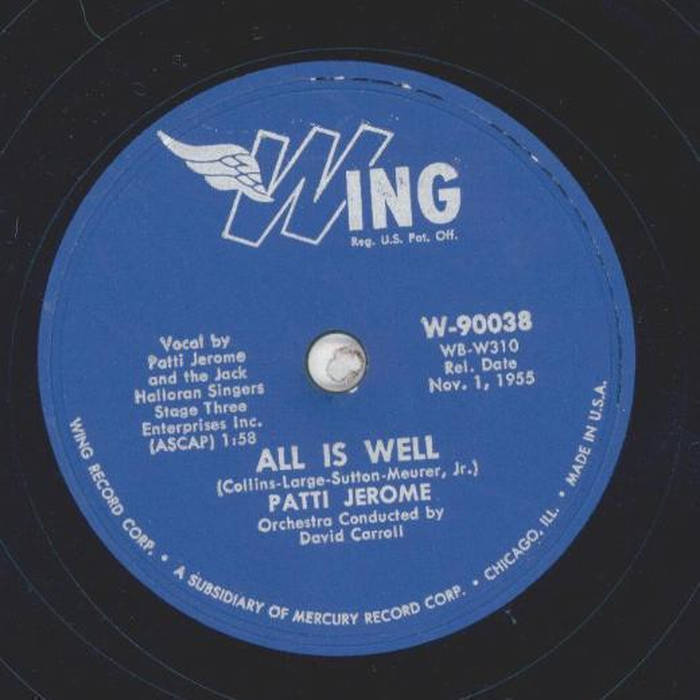 WING
Reg. U.S. Pat. Off.
W-90038
WB-W310
Rel. Date
Nov. 1, 1955
Vocal by
Patti Jerome
and the Jack
Halloran Singers
Stage Three
Enterprises Inc.
(ASCAP) 1:58
ALL IS WELL
(Collins-Large-Sutton-Meurer, Jr.)
PATTI JEROME
Orchestra Conducted by
David Carroll
WING RECORD CORP. • A SUBSIDIARY OF MERCURY RECORD CORP. • CHICAGO, ILL. • MADE IN U.S.A.